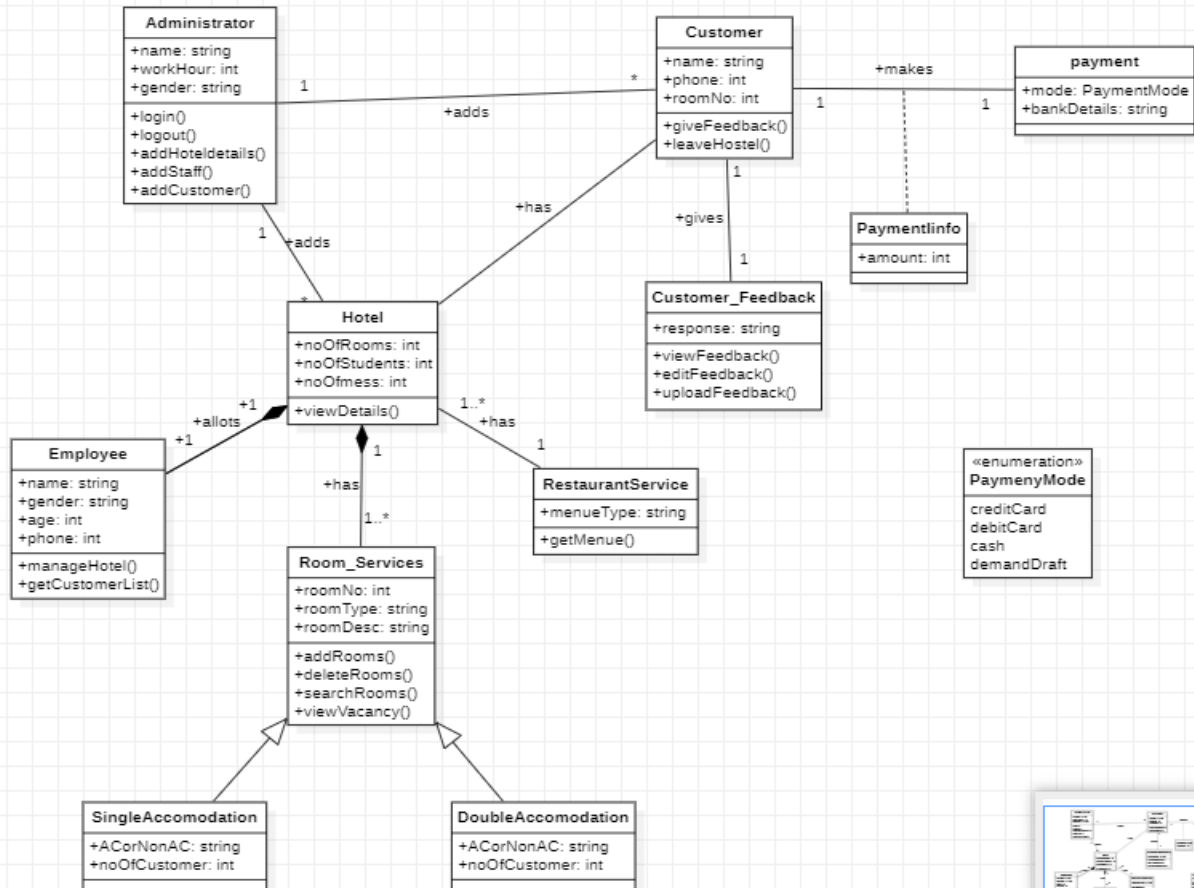 Administrator
+name: string
+workHour: int
+gender: string
+login()
+logout()
+addHoteldetails()
+addStaff()
+addCustomer()
1
*
+adds
Customer
+name: string
+phone: int
+roomNo: int
+giveFeedback()
+leaveHostel()
+makes
1
1
payment
+mode: PaymentMode
+bankDetails: string
PaymentIinfo
+amount: int
1
+gives
1
Customer_Feedback
+response: string
+viewFeedback()
+editFeedback()
+uploadFeedback()
+has
1
+adds
*
Hotel
+noOfRooms: int
+noOfStudents: int
+noOfmess: int
+viewDetails()
+1
+allots
+1
Employee
+name: string
+gender: string
+age: int
+phone: int
+manageHotel()
+getCustomerList()
1
+has
1..*
1..*
+has
1
RestaurantService
+menueType: string
+getMenue()
«enumeration»
PaymenyMode
creditCard
debitCard
cash
demandDraft
Room_Services
+roomNo: int
+roomType: string
+roomDesc: string
+addRooms()
+deleteRooms()
+searchRooms()
+viewVacancy()
SingleAccomodation
+ACorNonAC: string
+noOfCustomer: int
DoubleAccomodation
+ACorNonAC: string
+noOfCustomer: int